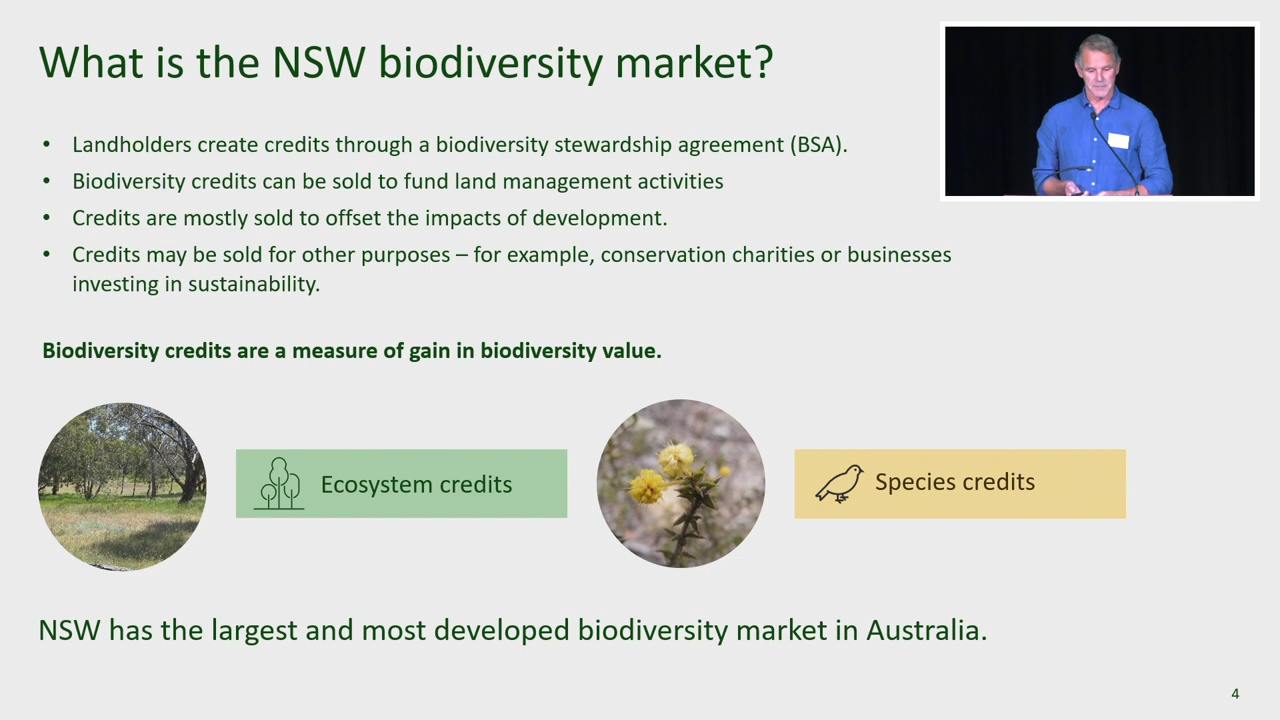 What is the NSW biodiversity market?
• Landholders create credits through a biodiversity stewardship agreement (BSA).
• Biodiversity credits can be sold to fund land management activities
• Credits are mostly sold to offset the impacts of development.
• Credits may be sold for other purposes – for example, conservation charities or businesses
investing in sustainability.
Biodiversity credits are a measure of gain in biodiversity value.
Ecosystem credits
Species credits
NSW has the largest and most developed biodiversity market in Australia.
4